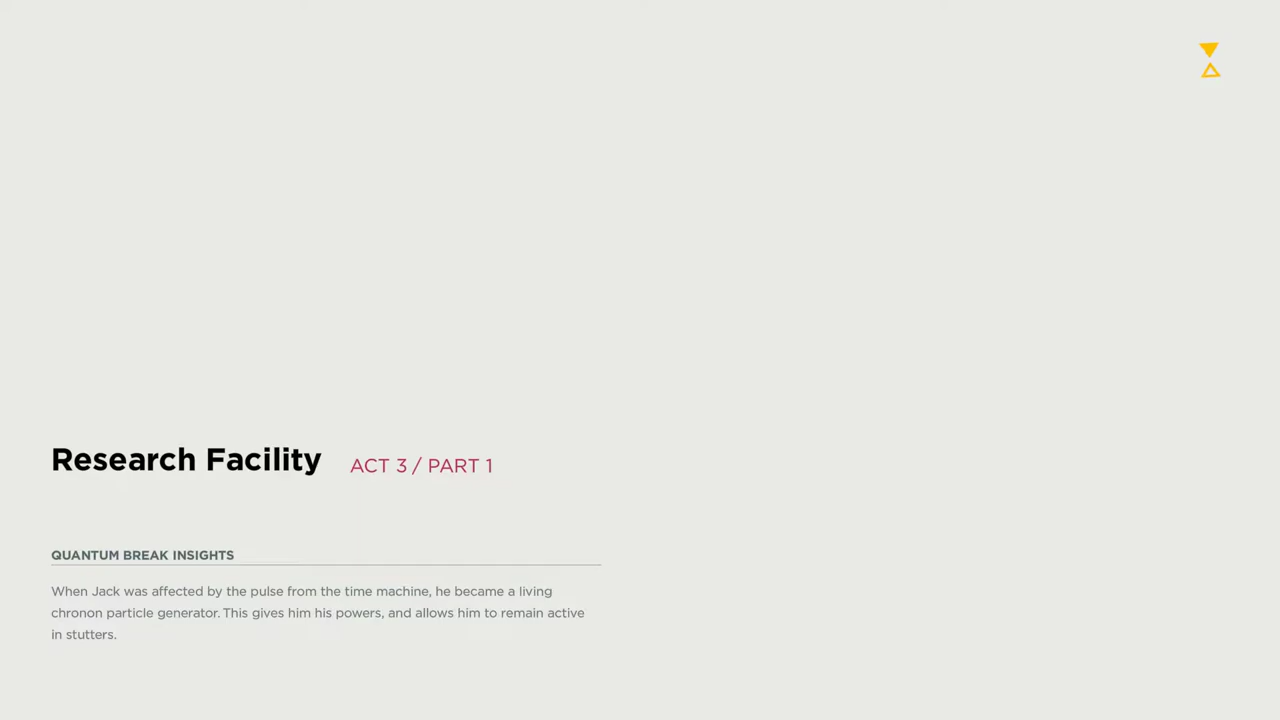 Research Facility ACT 3 / PART 1
QUANTUM BREAK INSIGHTS
When Jack was affected by the pulse from the time machine, he became a living
chronon particle generator. This gives him his powers, and allows him to remain active
in stutters.